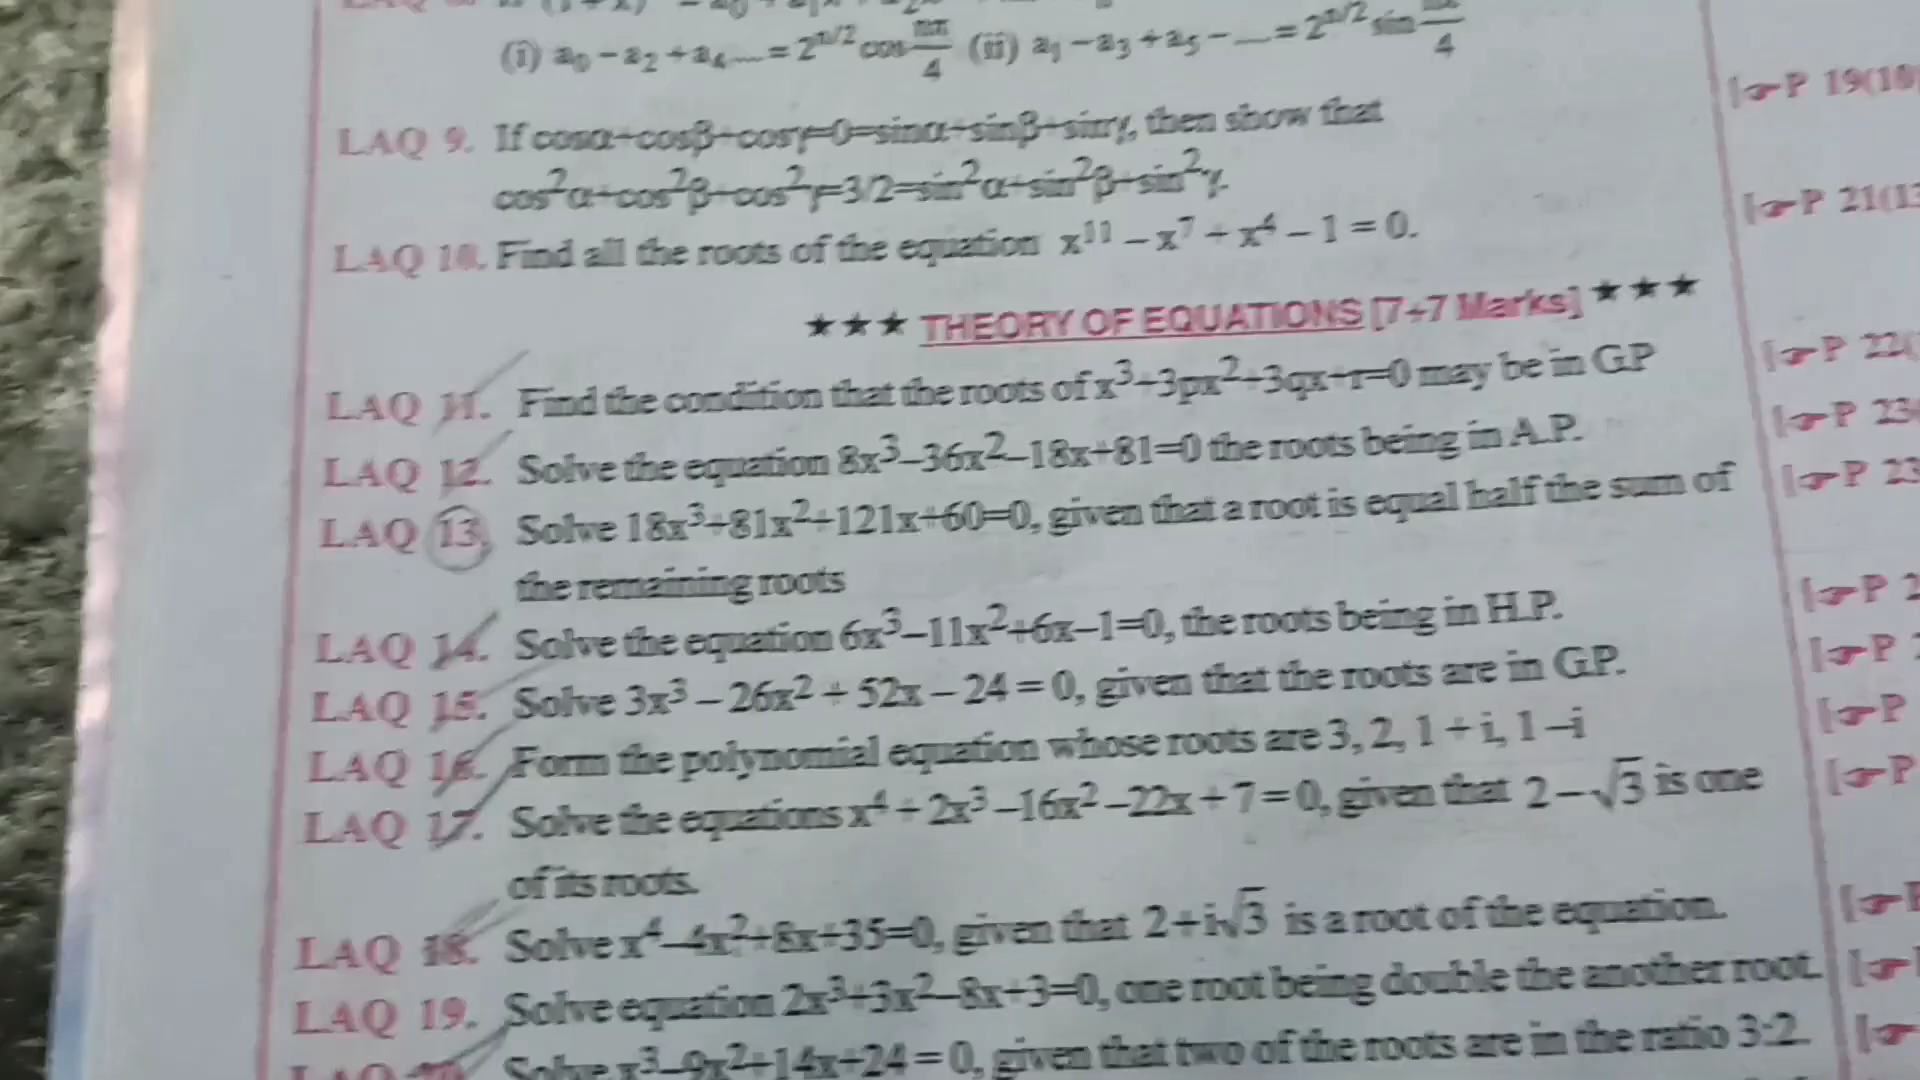 (i) a₀ − a₂ + a₄.... = 2^{n/2} cos nπ/4 (ii) a₁ − a₃ + a₅ − .... = 2^{n/2} sin nπ/4
[☞P 19(10
LAQ 9. If cosα+cosβ+cosγ=0=sinα+sinβ+sinγ, then show that
cos²α+cos²β+cos²γ=3/2=sin²α+sin²β+sin²γ.
[☞P 21(13
LAQ 10. Find all the roots of the equation x¹¹ − x⁷ + x⁴ − 1 = 0.
★★★ THEORY OF EQUATIONS [7+7 Marks] ★★★
LAQ 11. Find the condition that the roots of x³+3px²+3qx+r=0 may be in GP [☞P 22(
LAQ 12. Solve the equation 8x³–36x²–18x+81=0 the roots being in A.P. [☞P 23
LAQ 13. Solve 18x³+81x²+121x+60=0, given that a root is equal half the sum of [☞P 23
the remaining roots
LAQ 14. Solve the equation 6x³–11x²+6x–1=0, the roots being in H.P. [☞P 2
LAQ 15. Solve 3x³ – 26x² + 52x – 24 = 0, given that the roots are in G.P. [☞P
LAQ 16. Form the polynomial equation whose roots are 3, 2, 1 + i, 1 – i [☞P
LAQ 17. Solve the equations x⁴ + 2x³ –16x² –22x + 7 = 0, given that 2 – √3 is one [☞P
of its roots.
LAQ 18. Solve x⁴–4x²+8x+35=0, given that 2+i√3 is a root of the equation. [☞P
LAQ 19. Solve equation 2x³+3x²–8x+3=0, one root being double the another root. [☞
LAQ 20. Solve x³–9x²+14x+24 = 0, given that two of the roots are in the ratio 3:2. [☞